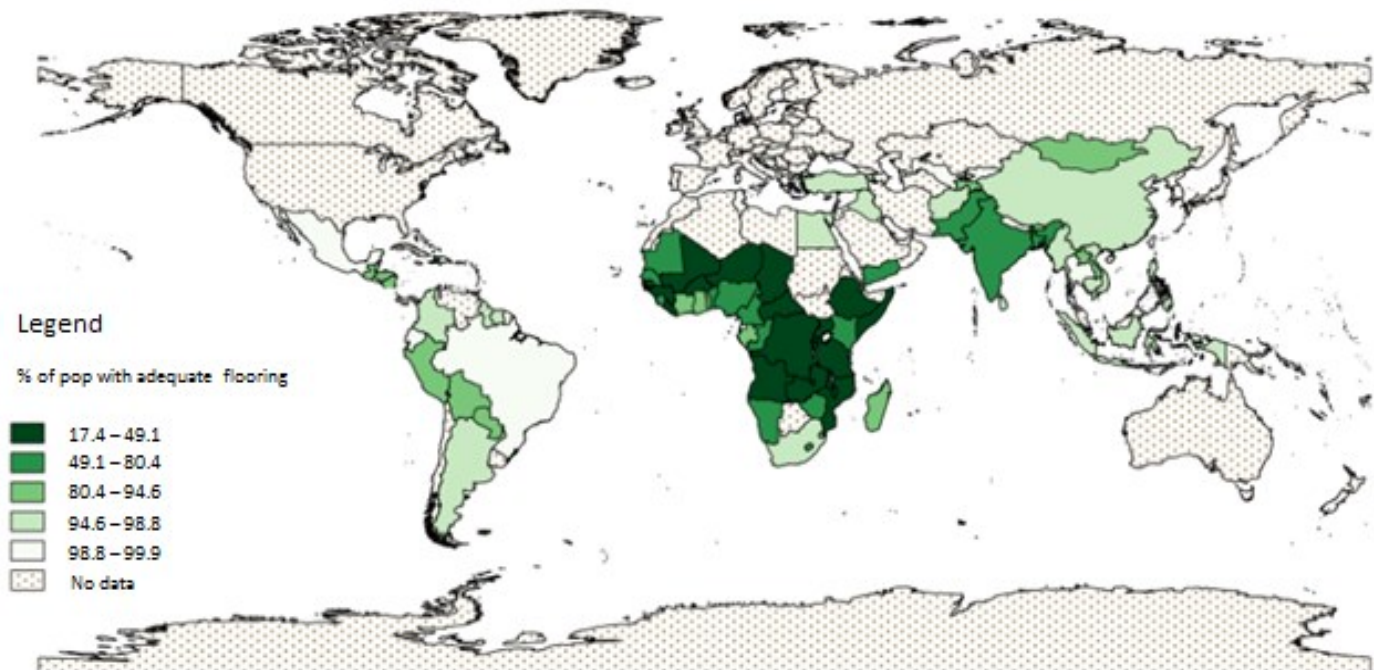 Legend
% of pop with adequate flooring
17.4 – 49.1
49.1 – 80.4
80.4 – 94.6
94.6 – 98.8
98.8 – 99.9
No data